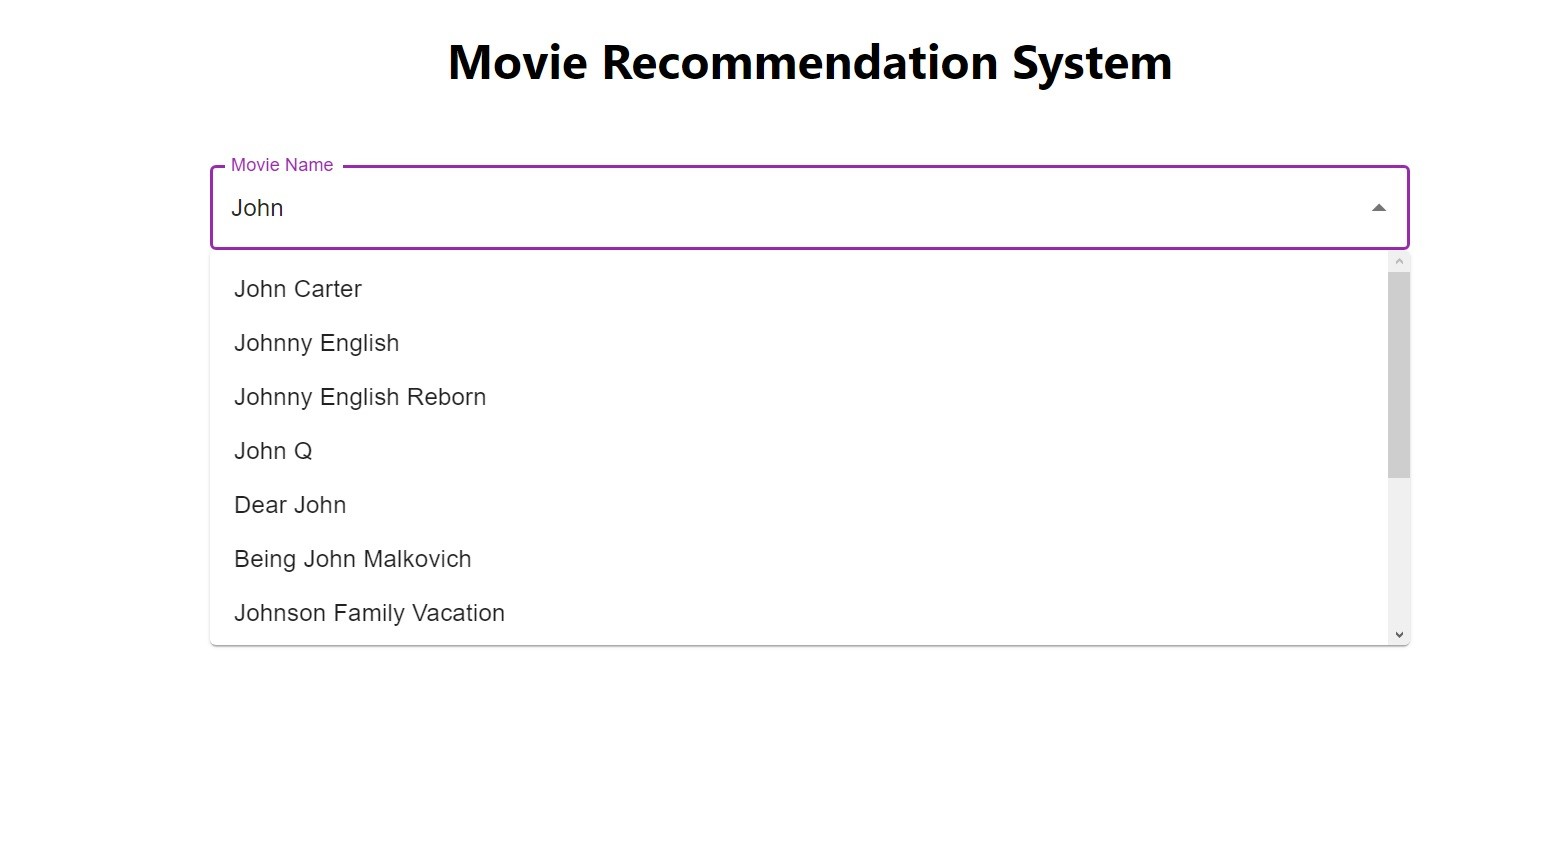 Movie Recommendation System
Movie Name
John
John Carter
Johnny English
Johnny English Reborn
John Q
Dear John
Being John Malkovich
Johnson Family Vacation